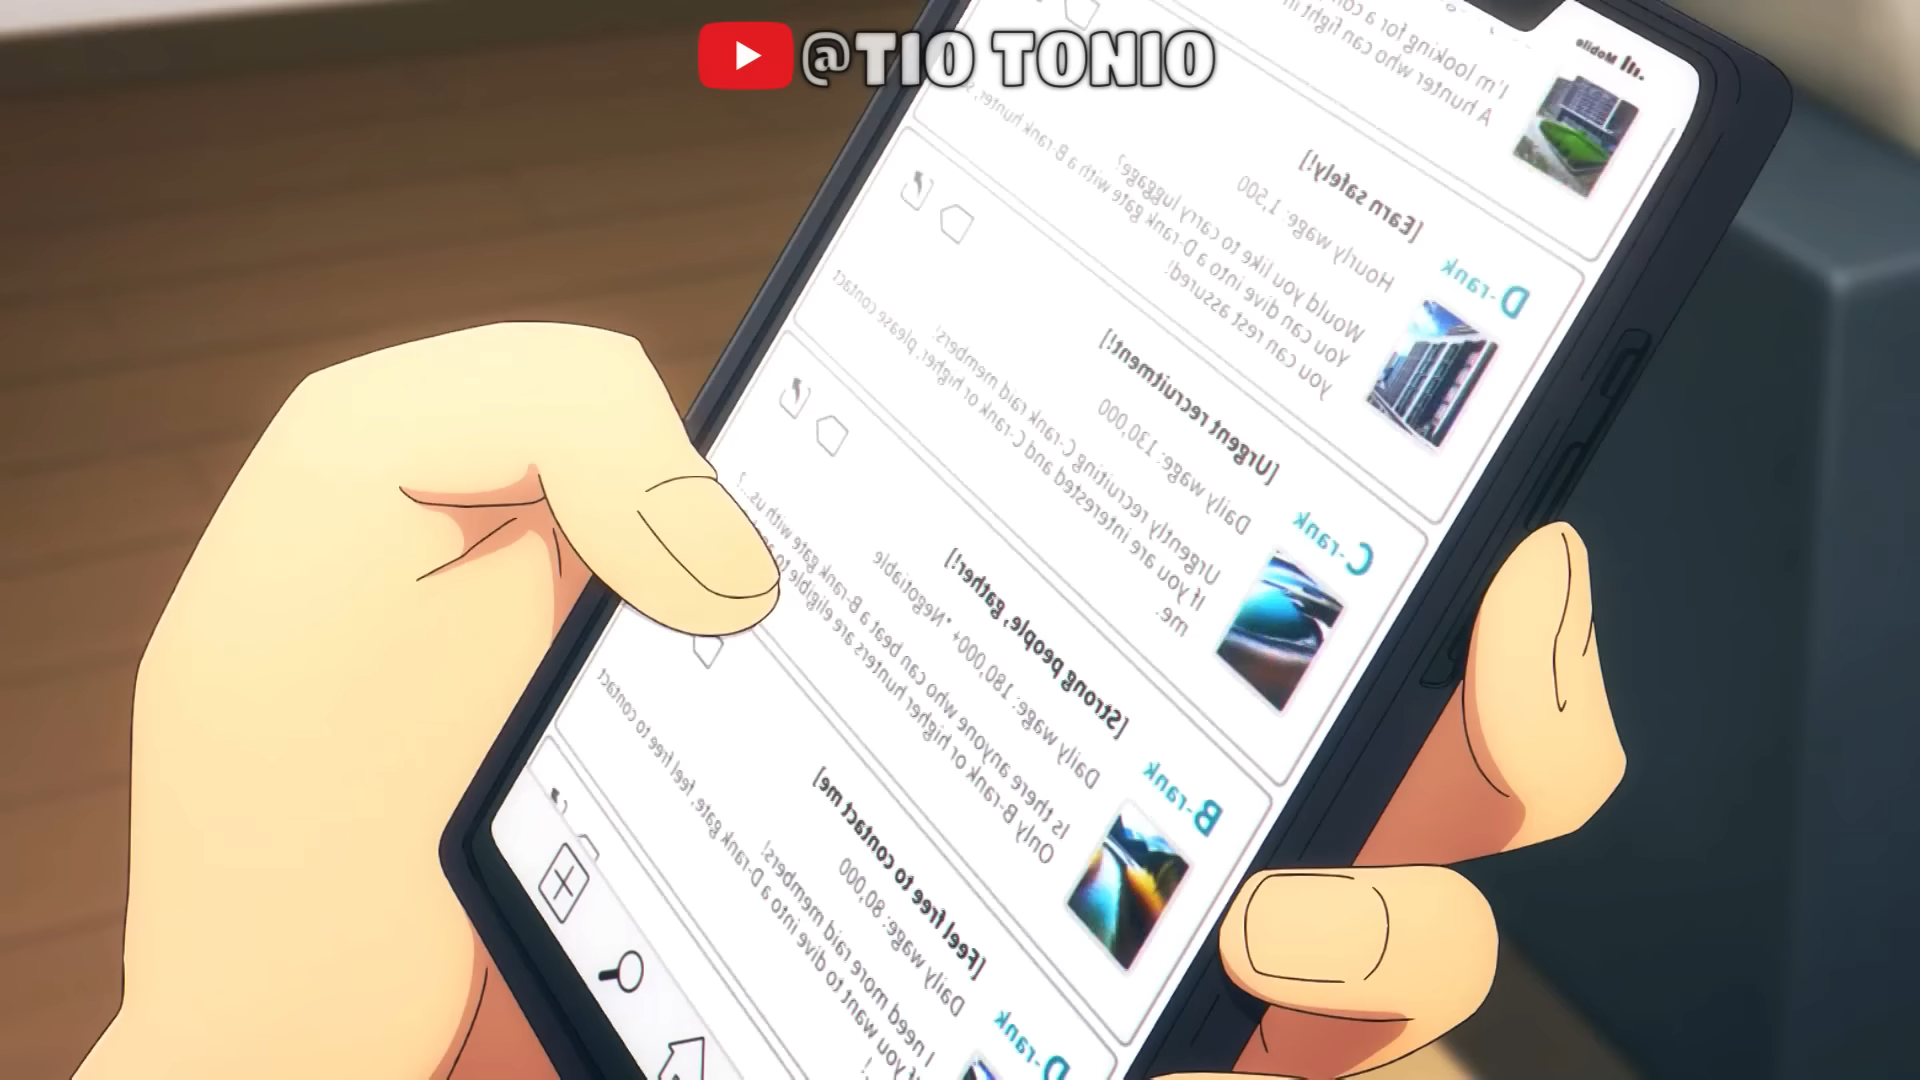 @TIO TONIO
Mobile
I'm looking for a
A hunter who can fight in
[Earn safely!]
D-rank
Hourly wage: 1,500
Would you like to carry luggage?
You can dive into a D-rank gate with a B-rank hunter,
you can rest assured!
[Urgent recruitment!]
C-rank
Daily wage: 130,000
Urgently recruiting C-rank raid members!
If you are interested and C-rank or higher, please contact
me.
[Strong people, gather!]
B-rank
Daily wage: 180,000+ *Negotiable
Is there anyone who can beat a B-rank gate with us...?
Only B-rank or higher hunters are eligible to
[Feel free to contact me]
D-rank
Daily wage: 80,000
I need more raid members!
If you want to dive into a D-rank gate, feel free to contact